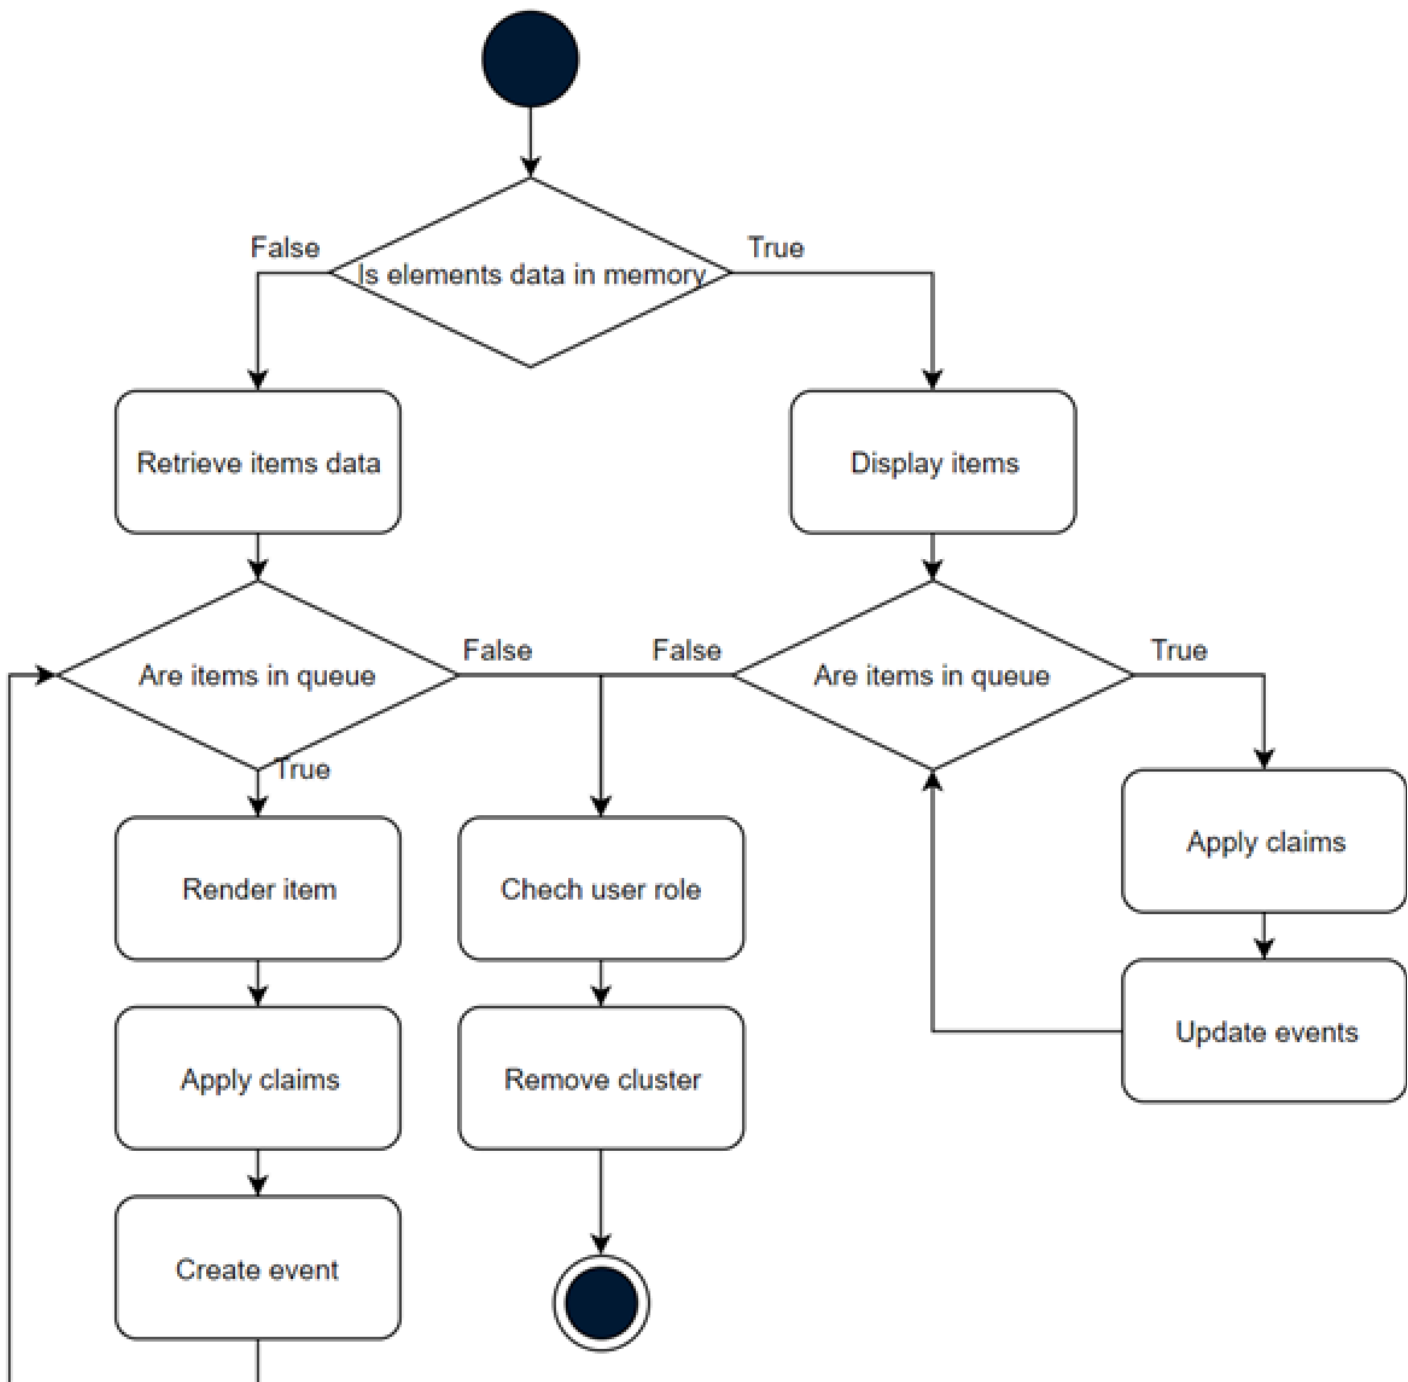 False
True
Is elements data in memory
Retrieve items data
Display items
False
False
True
Are items in queue
Are items in queue
True
Render item
Chech user role
Apply claims
Apply claims
Remove cluster
Update events
Create event